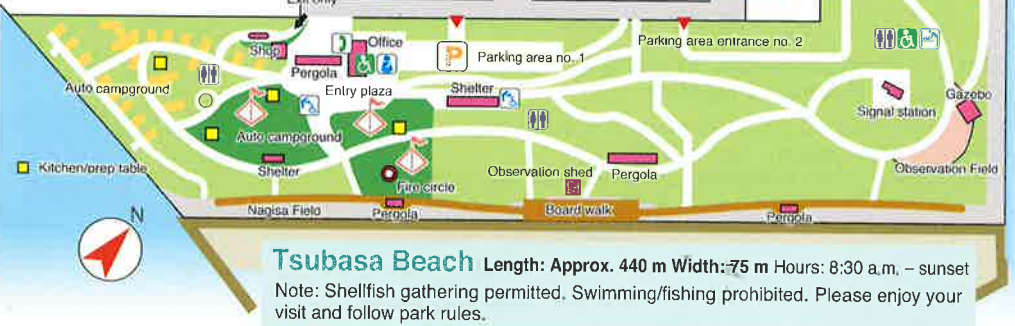 Exit only
Shop
Office
Parking area no. 1
Parking area entrance no. 2
P
Pergola
Auto campground
Entry plaza
Shelter
Gazebo
Signal station
Auto campground
Kitchen/prep table
Shelter
Observation shed
Pergola
Observation Field
Fire circle
N
Nagisa Field
Pergola
Board walk
Pergola
Tsubasa Beach Length: Approx. 440 m Width: 75 m Hours: 8:30 a.m. – sunset
Note: Shellfish gathering permitted. Swimming/fishing prohibited. Please enjoy your
visit and follow park rules.